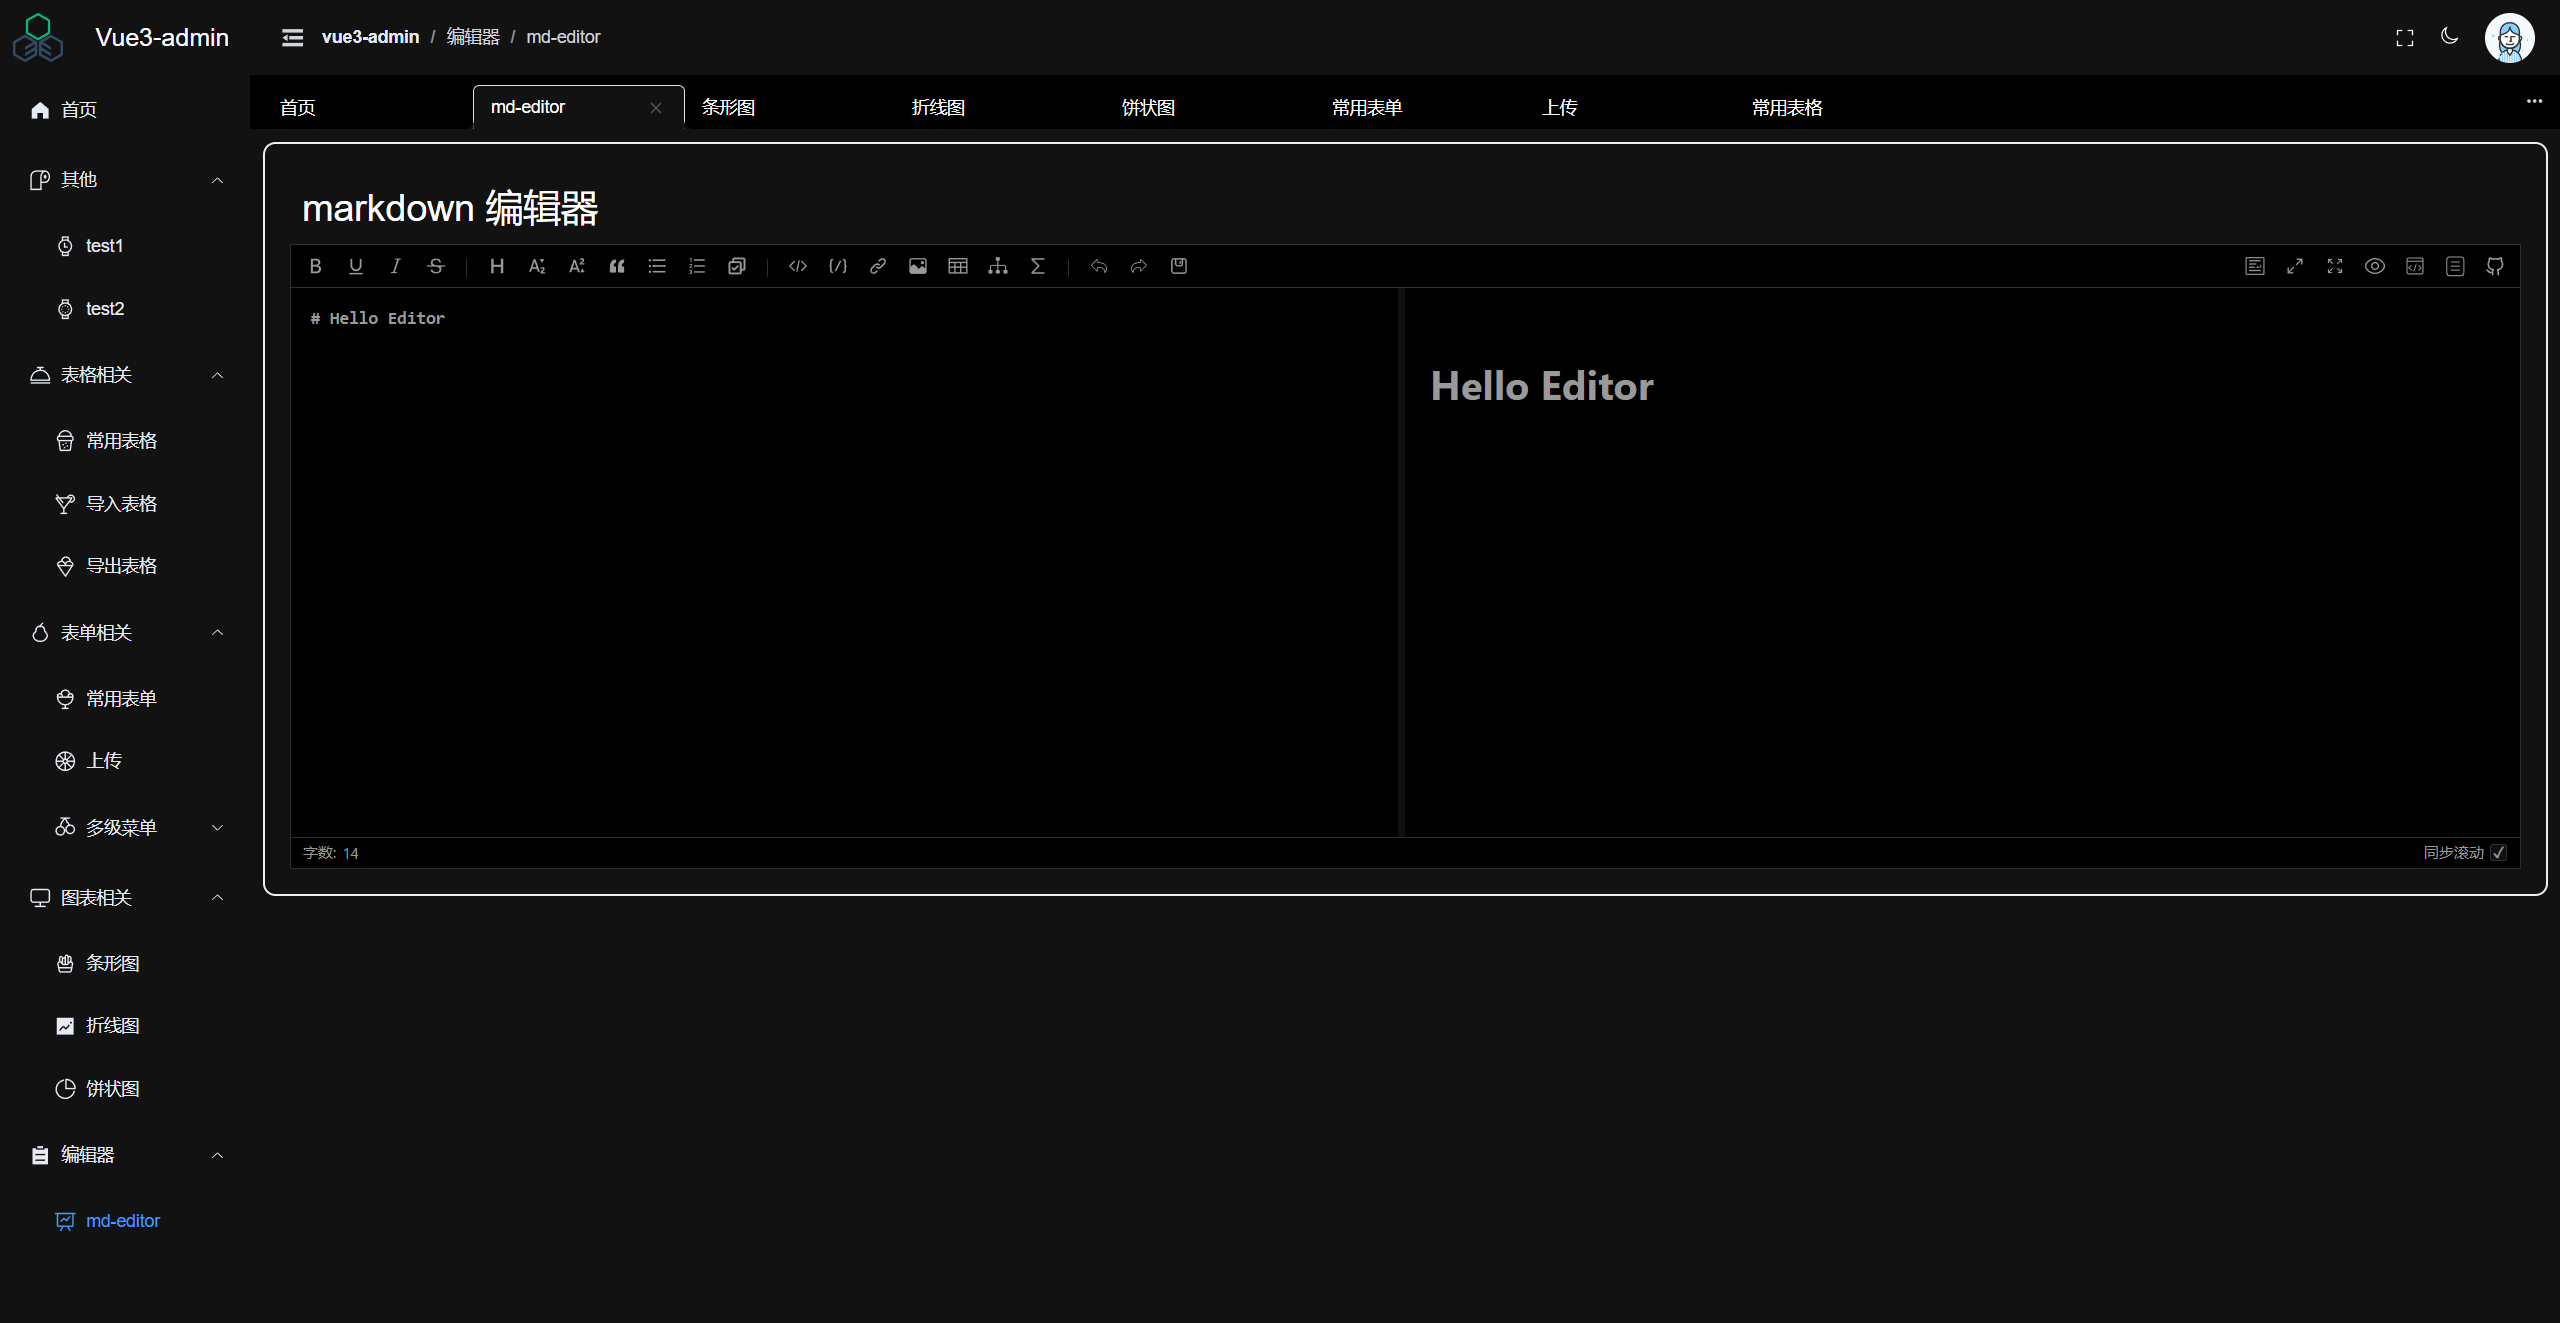 Vue3-admin
vue3-admin / 编辑器 / md-editor
首页
md-editor
条形图
折线图
饼状图
常用表单
上传
常用表格
首页
其他
test1
test2
表格相关
常用表格
导入表格
导出表格
表单相关
常用表单
上传
多级菜单
图表相关
条形图
折线图
饼状图
编辑器
md-editor
markdown 编辑器
# Hello Editor
Hello Editor
字数: 14
同步滚动